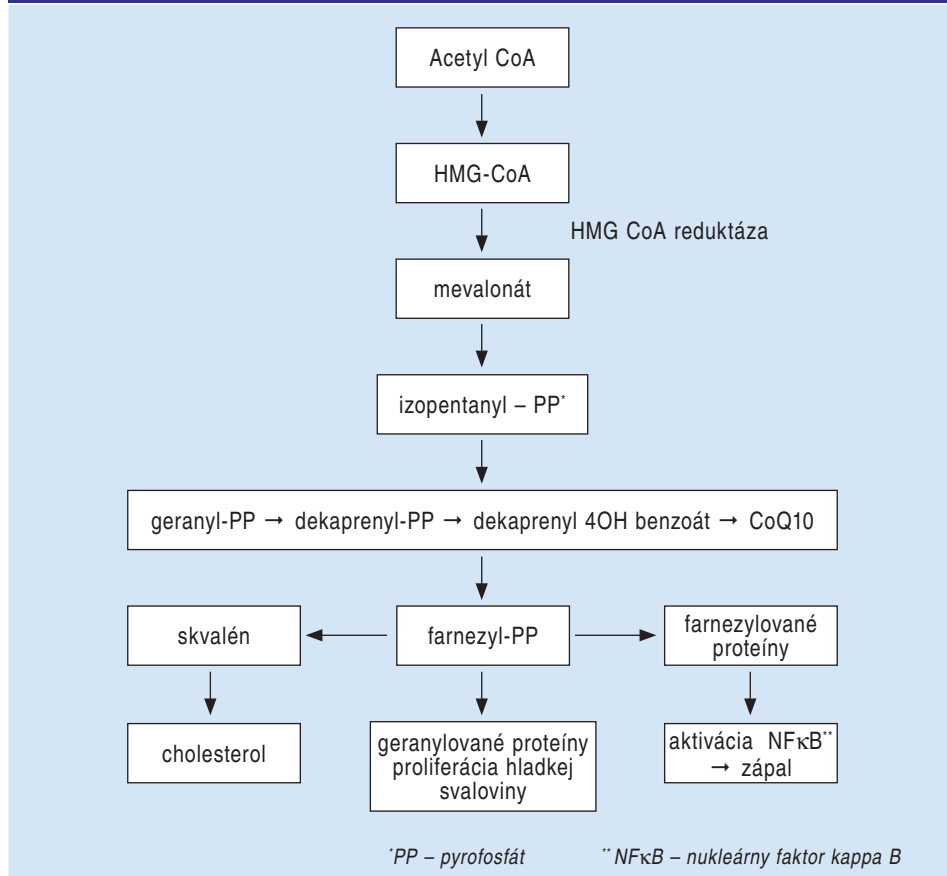 Acetyl CoA
HMG-CoA
HMG CoA reduktáza
mevalonát
izopentanyl – PP*
geranyl-PP → dekaprenyl-PP → dekaprenyl 4OH benzoát → CoQ10
skvalén
farnezyl-PP
farnezylované
proteíny
cholesterol
geranylované proteíny
proliferácia hladkej
svaloviny
aktivácia NFκB**
→ zápal
*PP – pyrofosfát
**NFκB – nukleárny faktor kappa B